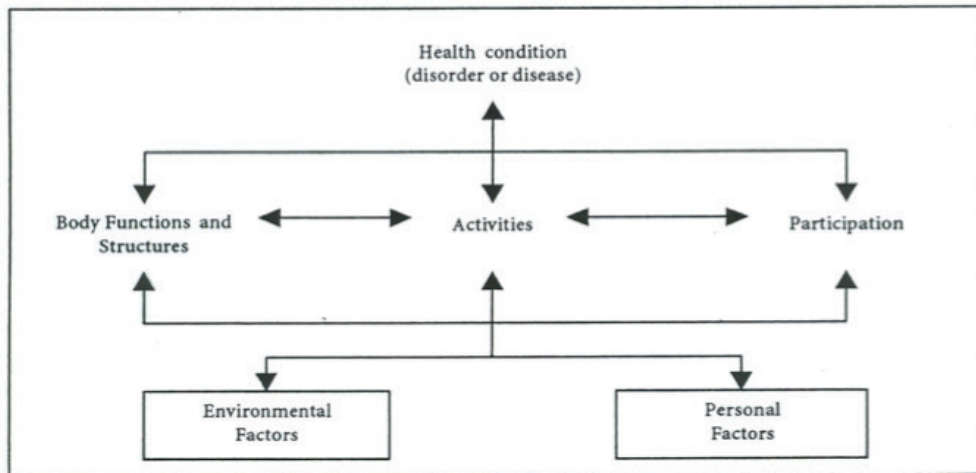 Health condition
(disorder or disease)
Body Functions and
Structures
Activities
Participation
Environmental
Factors
Personal
Factors